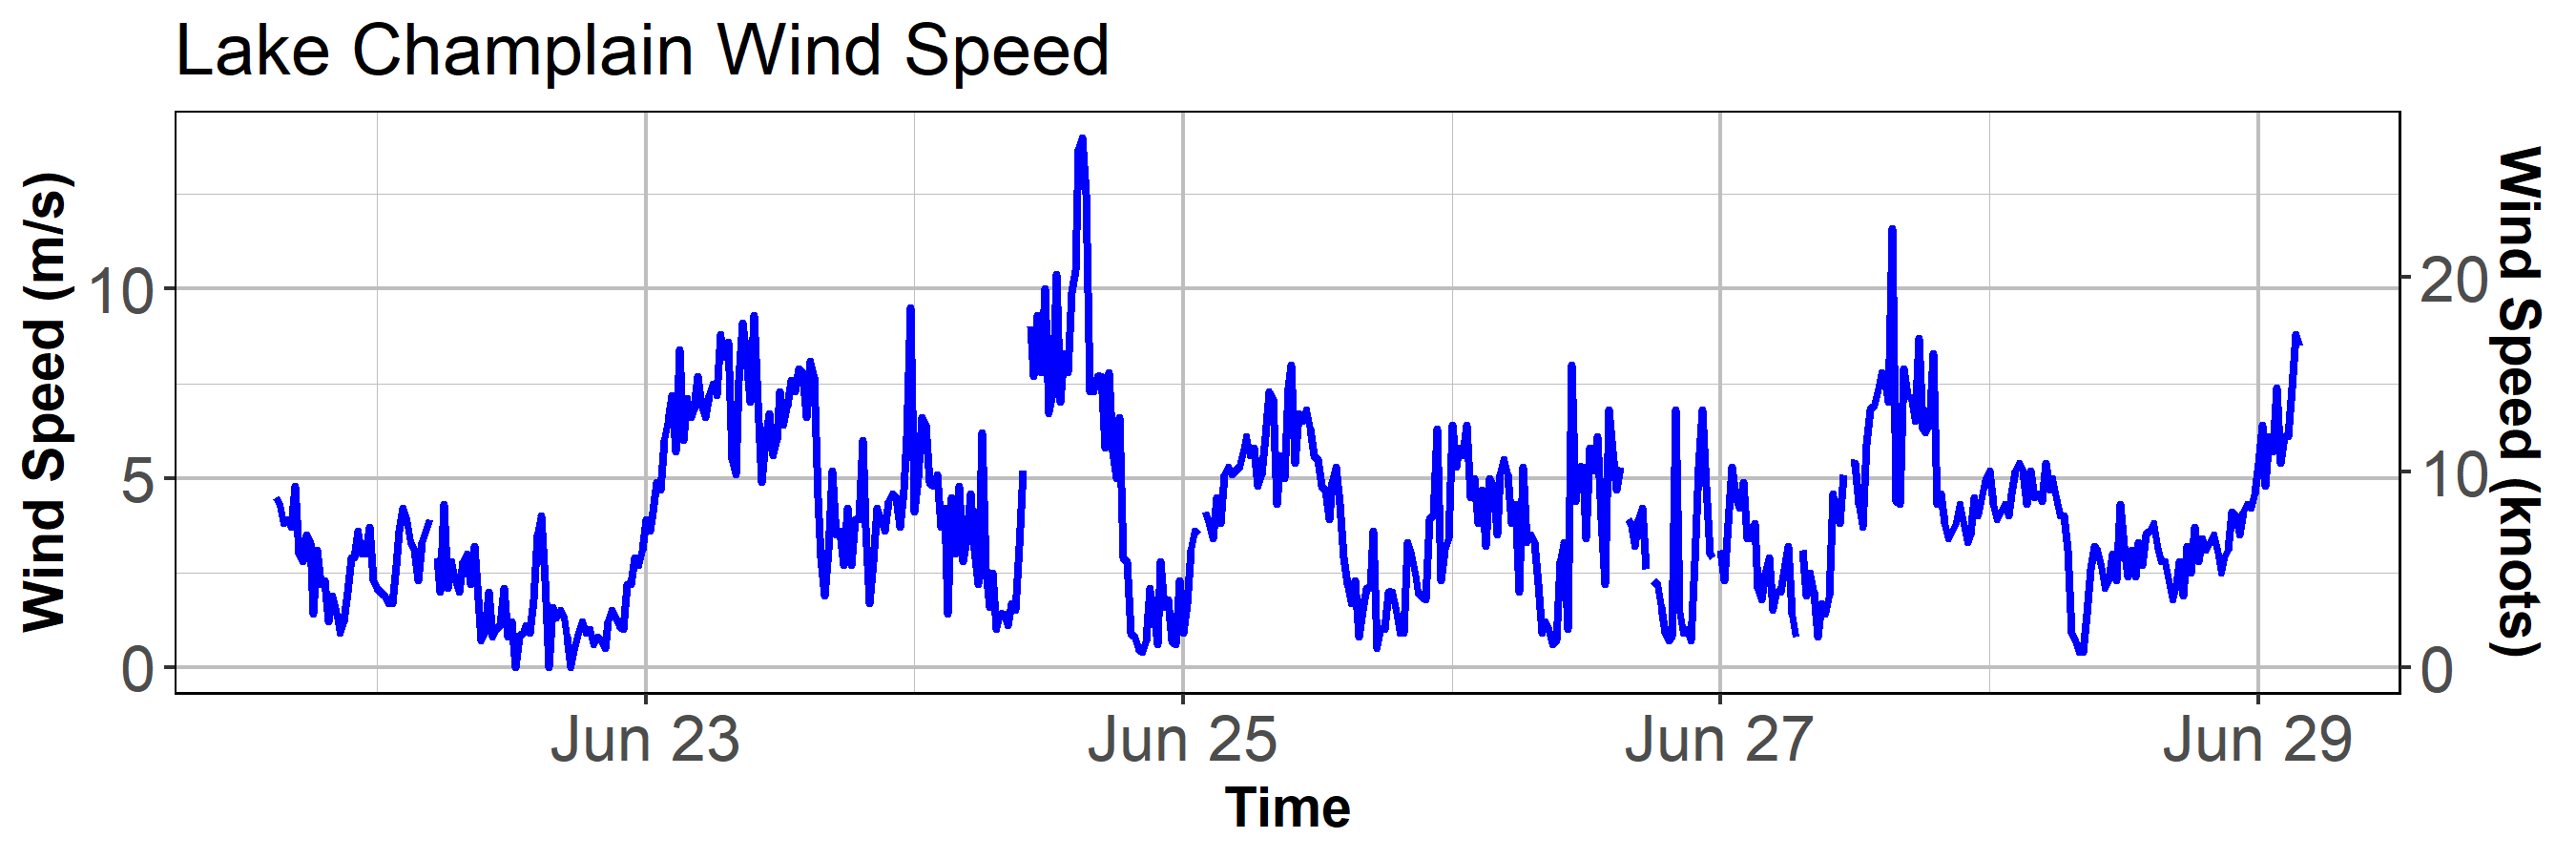 Lake Champlain Wind Speed
Wind Speed (m/s)
10
5
0
20
10
0
Wind Speed (knots)
Jun 23
Jun 25
Jun 27
Jun 29
Time